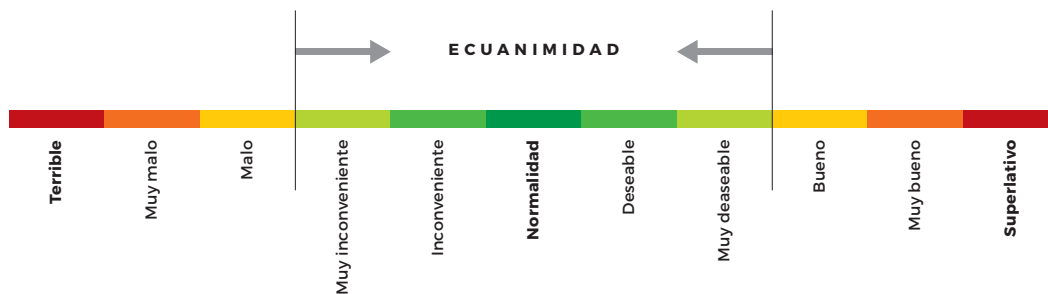 ECUANIMIDAD
Terrible
Muy malo
Malo
Muy inconveniente
Inconveniente
Normalidad
Deseable
Muy deaseable
Bueno
Muy bueno
Superlativo